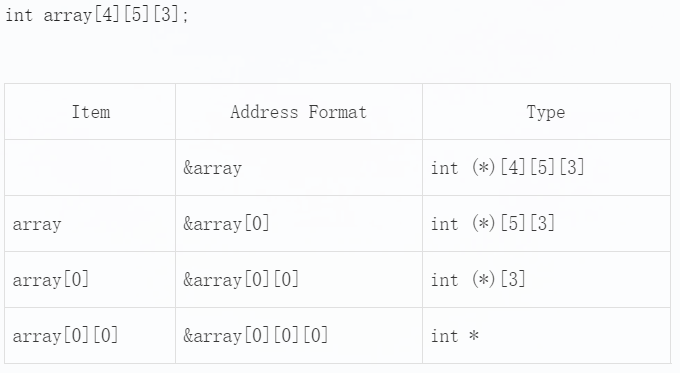 int array[4][5][3];
Item Address Format Type
&array int (*)[4][5][3]
array &array[0] int (*)[5][3]
array[0] &array[0][0] int (*)[3]
array[0][0] &array[0][0][0] int *